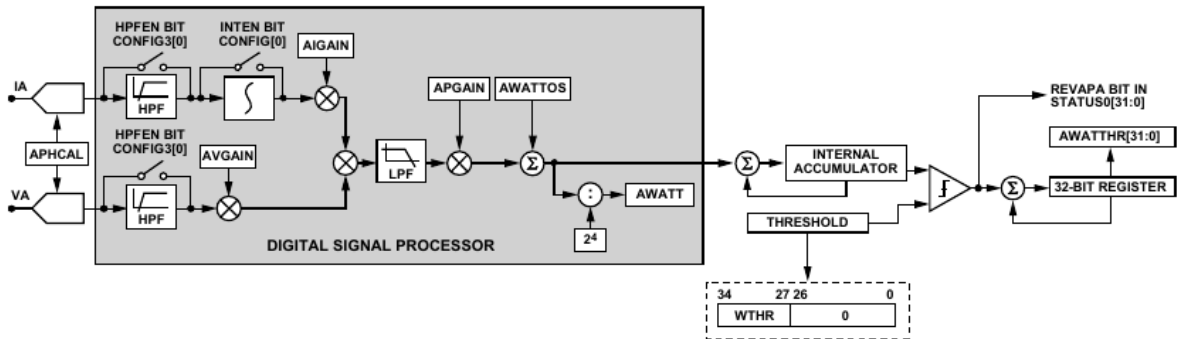 HPFEN BIT
CONFIG3[0]
INTEN BIT
CONFIG[0]
AIGAIN
IA
HPF
APHCAL
HPFEN BIT
CONFIG3[0]
AVGAIN
VA
HPF
LPF
APGAIN
AWATTOS
Σ
:
AWATT
2⁴
DIGITAL SIGNAL PROCESSOR
Σ
INTERNAL
ACCUMULATOR
THRESHOLD
34
27 26
0
WTHR
0
REVAPA BIT IN
STATUS0[31:0]
AWATTHR[31:0]
Σ
32-BIT REGISTER